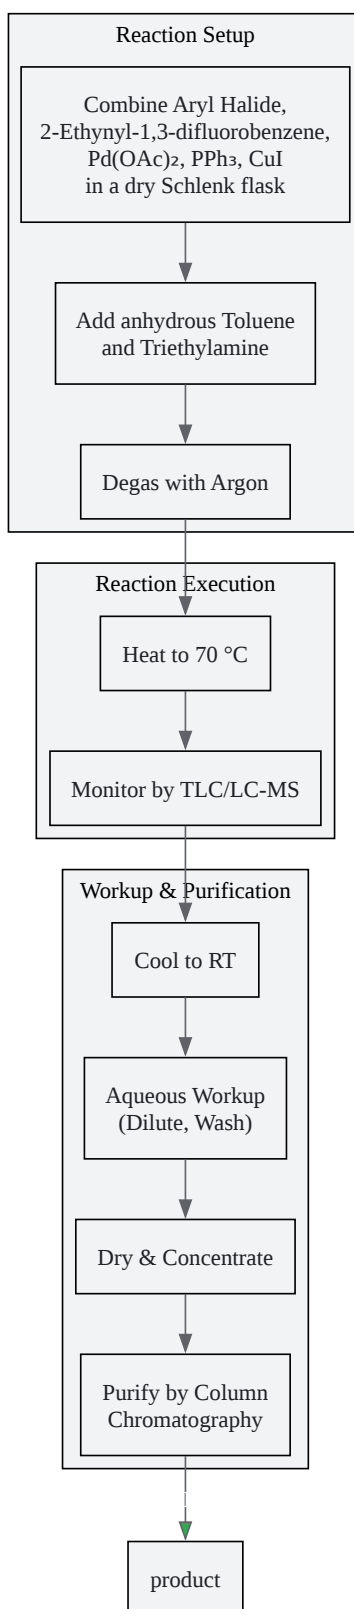 Reaction Setup
Combine Aryl Halide,
2-Ethynyl-1,3-difluorobenzene,
Pd(OAc)₂, PPh₃, CuI
in a dry Schlenk flask
Add anhydrous Toluene
and Triethylamine
Degas with Argon
Reaction Execution
Heat to 70 °C
Monitor by TLC/LC-MS
Workup & Purification
Cool to RT
Aqueous Workup
(Dilute, Wash)
Dry & Concentrate
Purify by Column
Chromatography
product